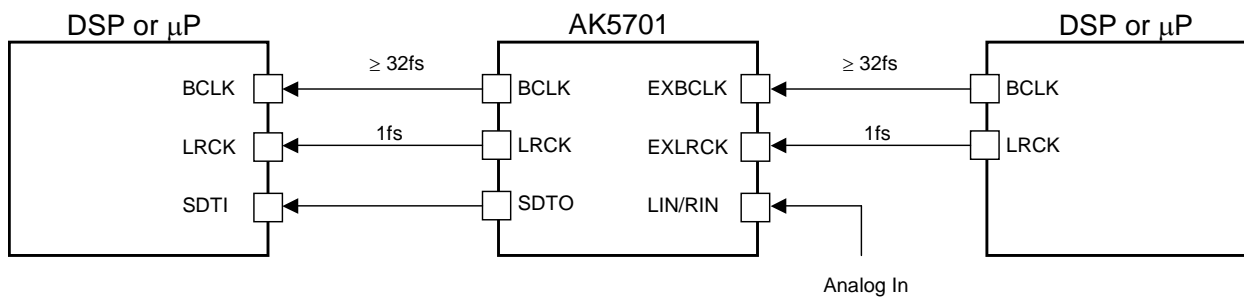 DSP or μP
AK5701
DSP or μP
≥ 32fs
≥ 32fs
BCLK
BCLK
EXBCLK
BCLK
1fs
1fs
LRCK
LRCK
EXLRCK
LRCK
SDTI
SDTO
LIN/RIN
Analog In